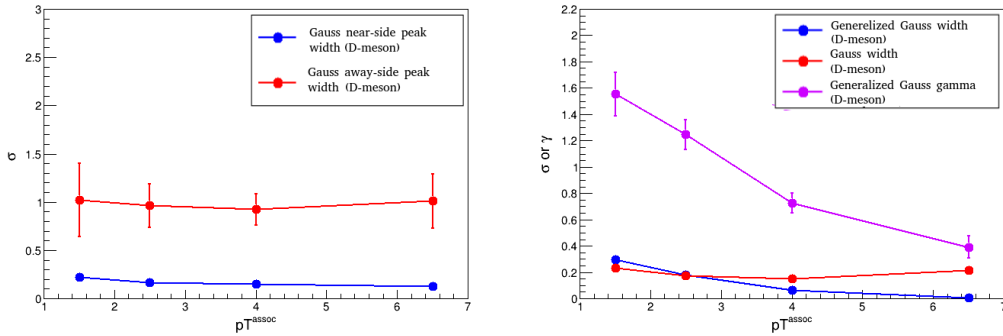 3
2.5
2
1.5
1
0.5
0
σ
Gauss near-side peak
width (D-meson)
Gauss away-side peak
width (D-meson)
1 2 3 4 5 6 7
pT^assoc
2.2
2
1.8
1.6
1.4
1.2
1
0.8
0.6
0.4
0.2
0
σ or γ
Generelized Gauss width
(D-meson)
Gauss width
(D-meson)
Generalized Gauss gamma
(D-meson)
1 2 3 4 5 6 7
pT^assoc